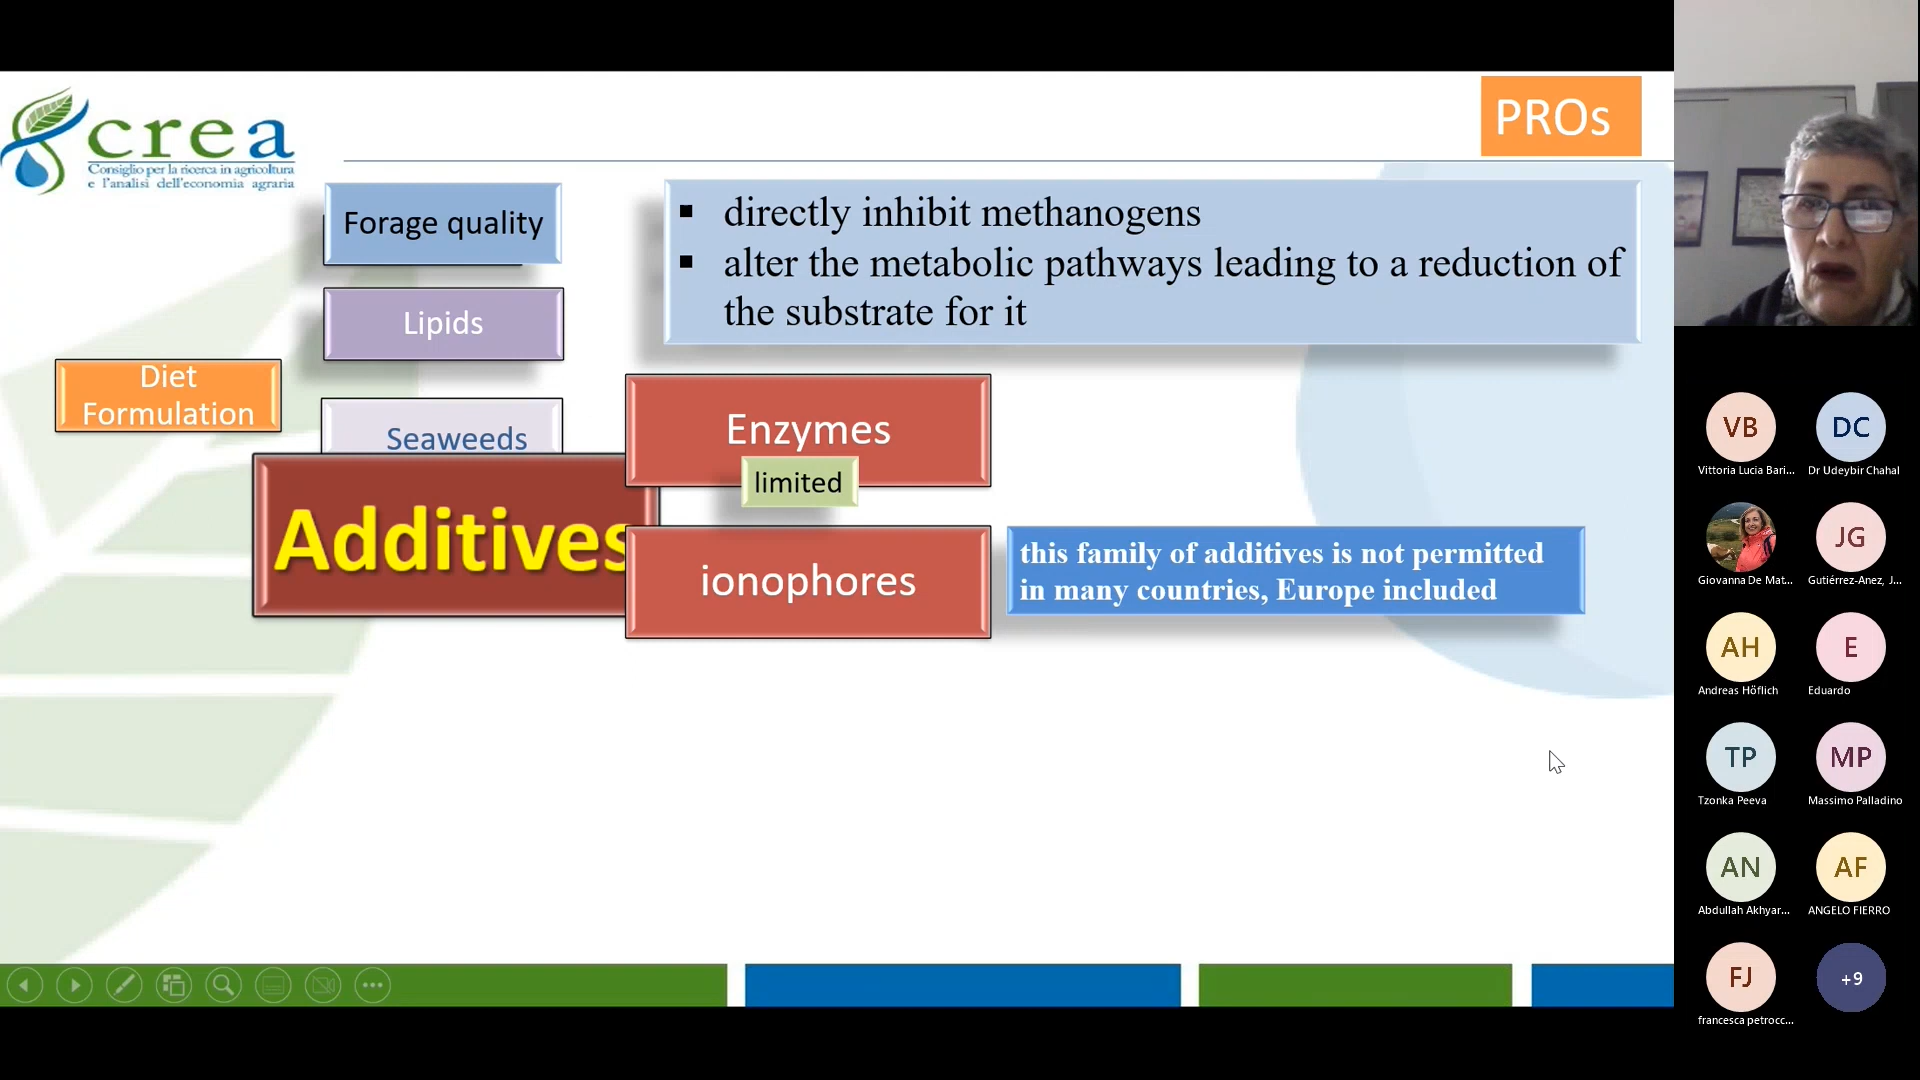 crea
Consiglio per la ricerca in agricoltura
e l'analisi dell'economia agraria
PROs
Forage quality
Lipids
Diet
Formulation
Seaweeds
Additives
▪ directly inhibit methanogens
▪ alter the metabolic pathways leading to a reduction of
the substrate for it
Enzymes
limited
ionophores
this family of additives is not permitted
in many countries, Europe included
VB
Vittoria Lucia Bari...
DC
Dr Udeybir Chahal
Giovanna De Mat...
JG
Gutiérrez-Anez, J...
AH
Andreas Höflich
E
Eduardo
TP
Tzonka Peeva
MP
Massimo Palladino
AN
Abdullah Akhyar...
AF
ANGELO FIERRO
FJ
francesca petrocc...
+9